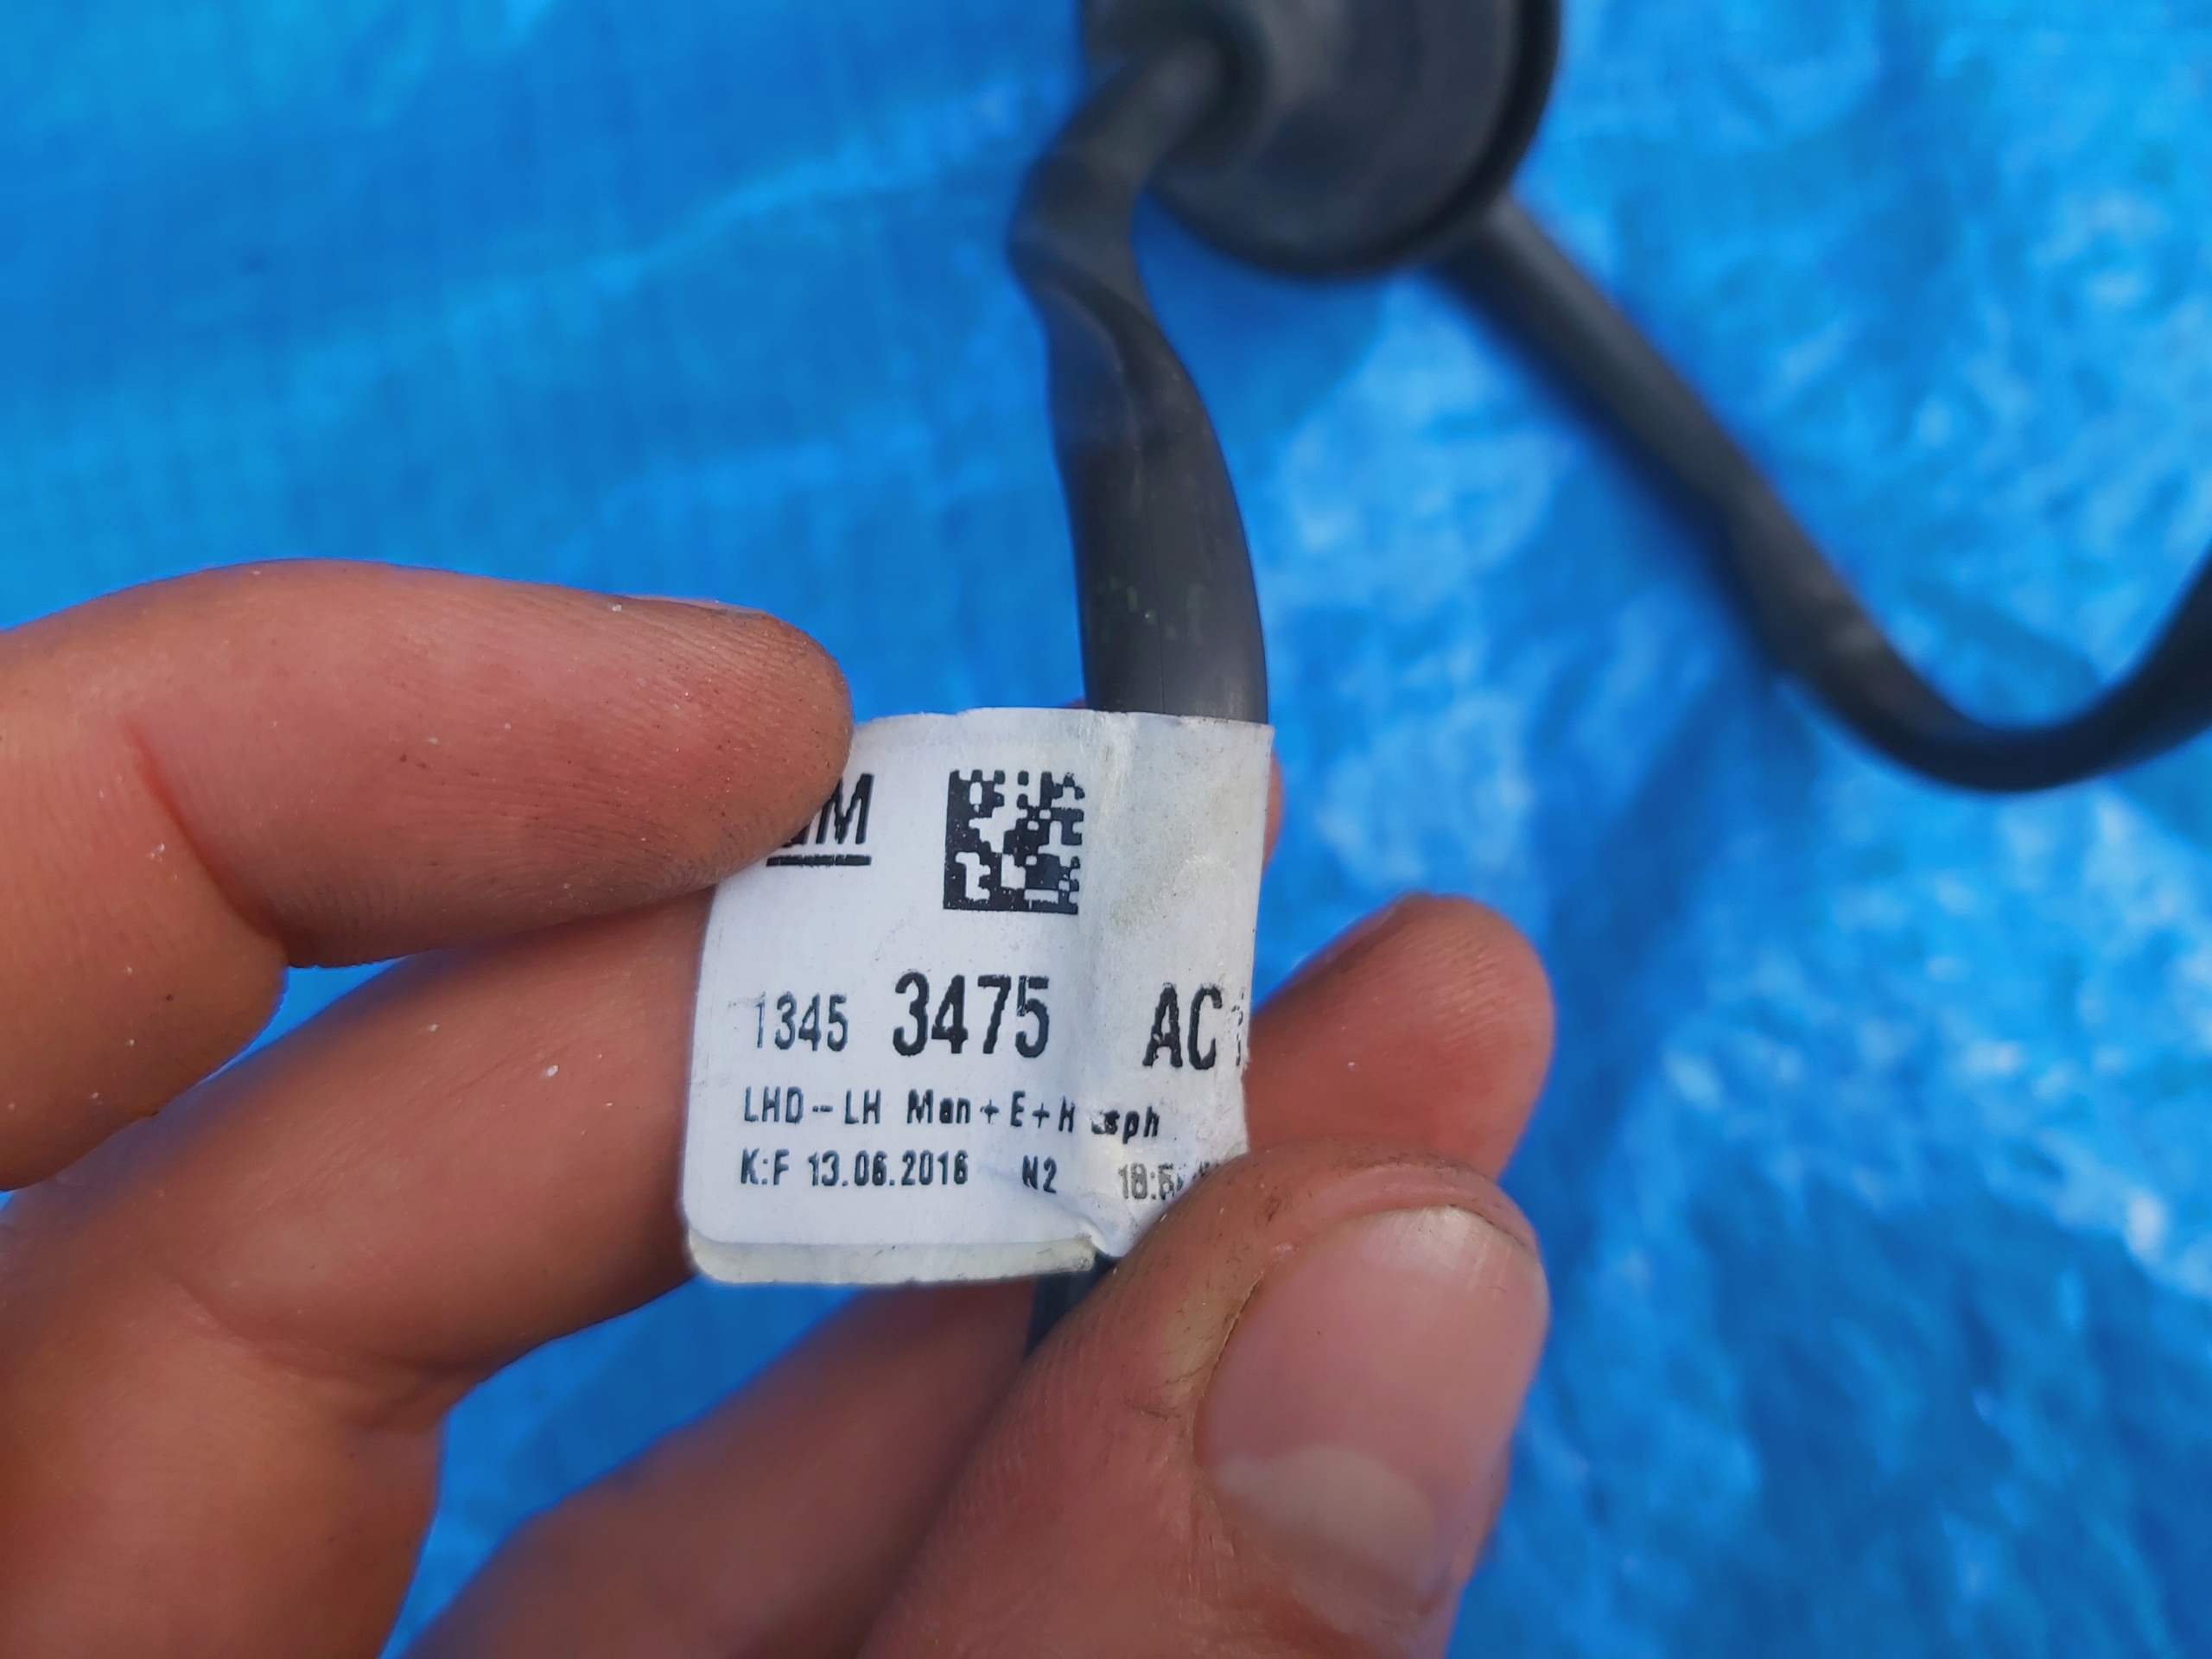 1345 3475 AC
LHD-LH Man+E+H
K:F 13.06.2016 N2